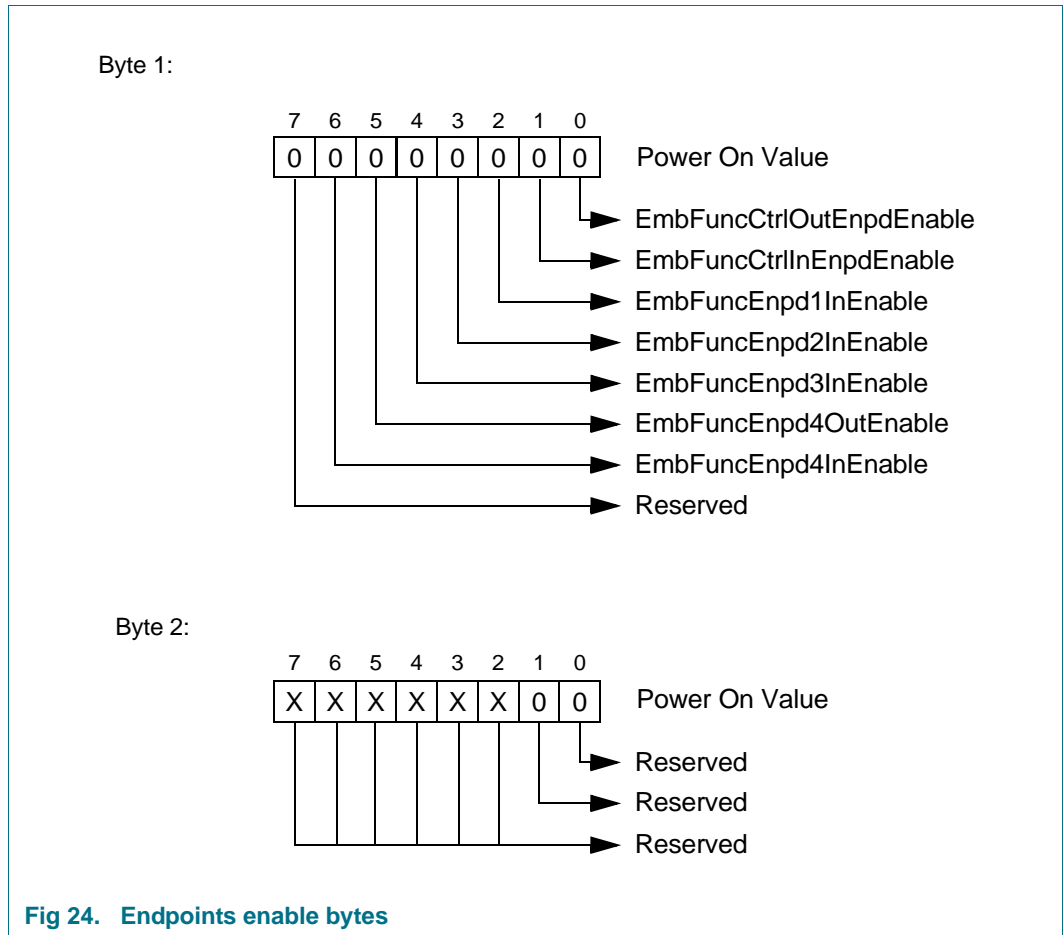 Byte 1:
7 6 5 4 3 2 1 0
0 0 0 0 0 0 0 0 Power On Value
EmbFuncCtrlOutEnpdEnable
EmbFuncCtrlInEnpdEnable
EmbFuncEnpd1InEnable
EmbFuncEnpd2InEnable
EmbFuncEnpd3InEnable
EmbFuncEnpd4OutEnable
EmbFuncEnpd4InEnable
Reserved
Byte 2:
7 6 5 4 3 2 1 0
X X X X X X 0 0 Power On Value
Reserved
Reserved
Reserved
Fig 24. Endpoints enable bytes